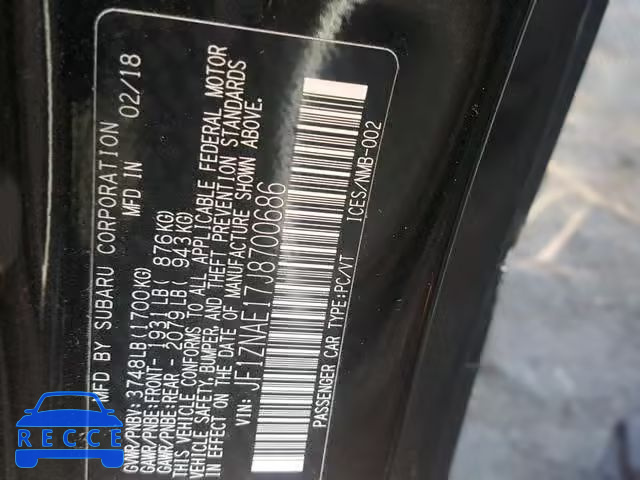 MFD BY SUBARU CORPORATION 02/18
MFD IN
GVWR/PNBV: 3748LB(1700KG)
GAWR/PNBE:FRONT- 1931LB( 876KG)
GAWR/PNBE:REAR - 2079LB( 943KG)
THIS VEHICLE CONFORMS TO ALL APPLICABLE FEDERAL MOTOR
VEHICLE SAFETY, BUMPER, AND THEFT PREVENTION STANDARDS
IN EFFECT ON THE DATE OF MANUFACTURE SHOWN ABOVE.
VIN: JF1ZNAE17J8700686
ICES/NMB-002
PASSENGER CAR TYPE:PC/VT